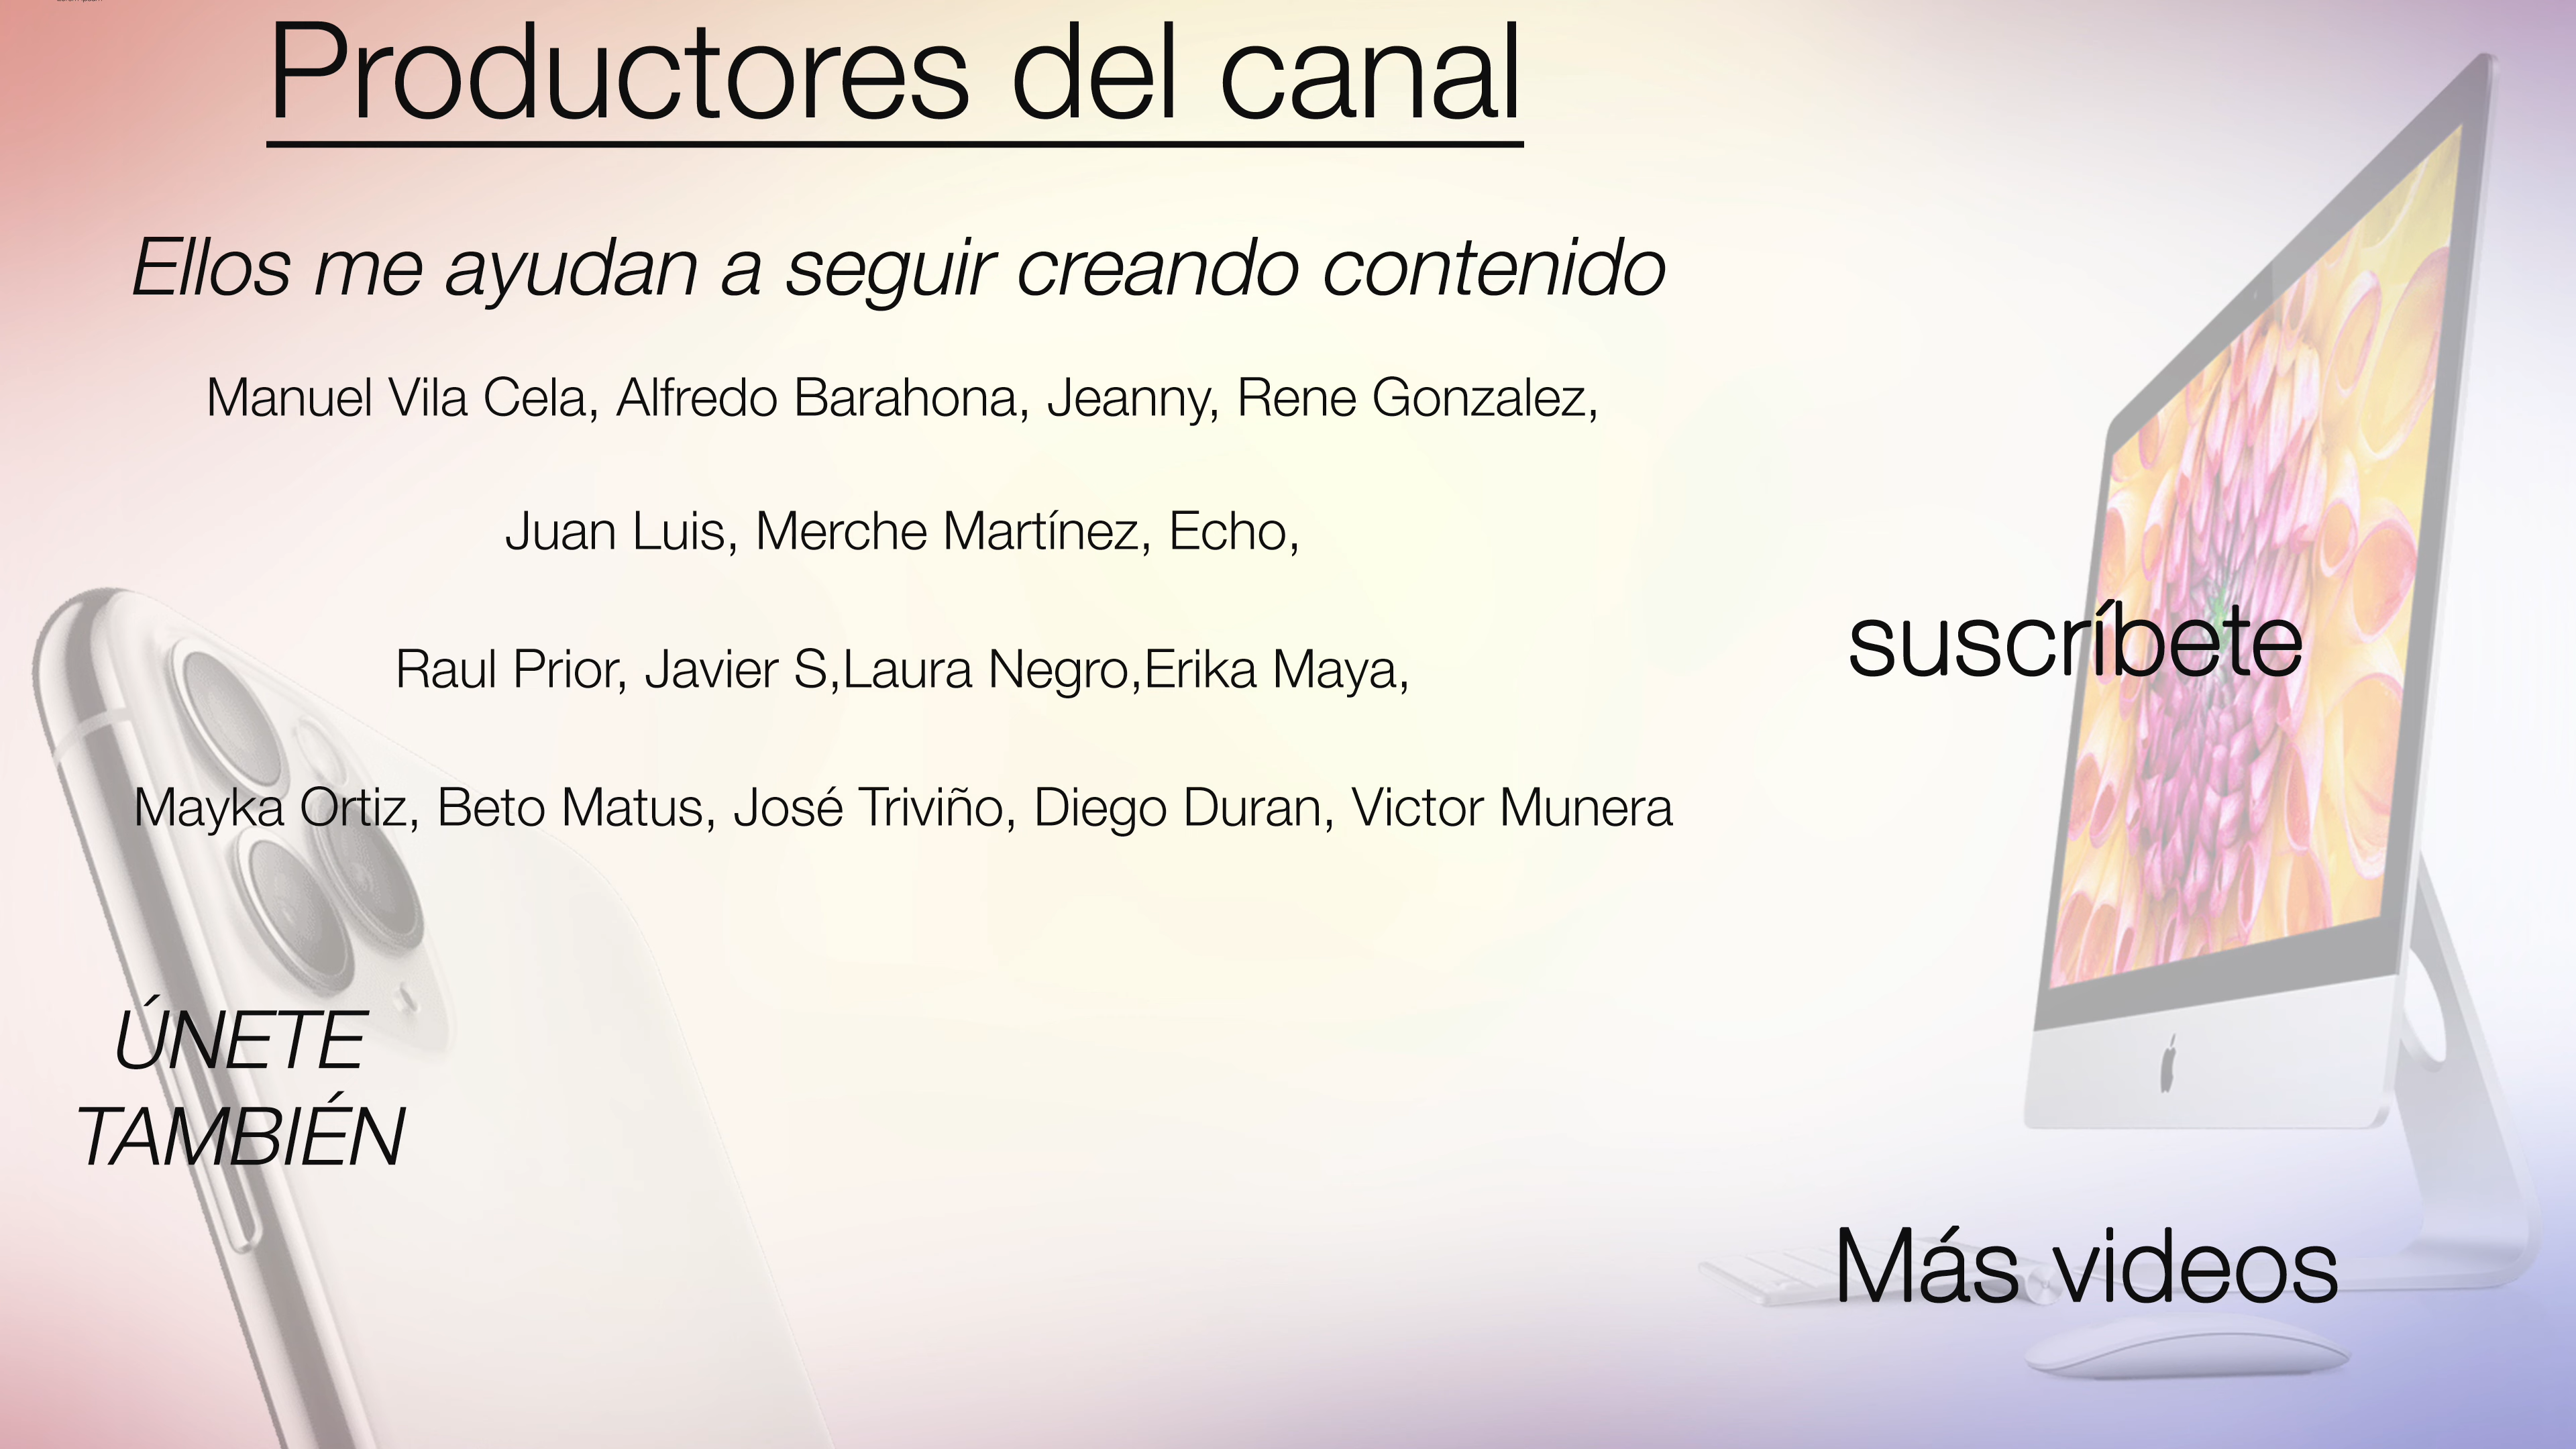 Productores del canal
Ellos me ayudan a seguir creando contenido
Manuel Vila Cela, Alfredo Barahona, Jeanny, Rene Gonzalez,
Juan Luis, Merche Martínez, Echo,
Raul Prior, Javier S,Laura Negro,Erika Maya,
Mayka Ortiz, Beto Matus, José Triviño, Diego Duran, Victor Munera
suscríbete
ÚNETE
TAMBIÉN
Más videos